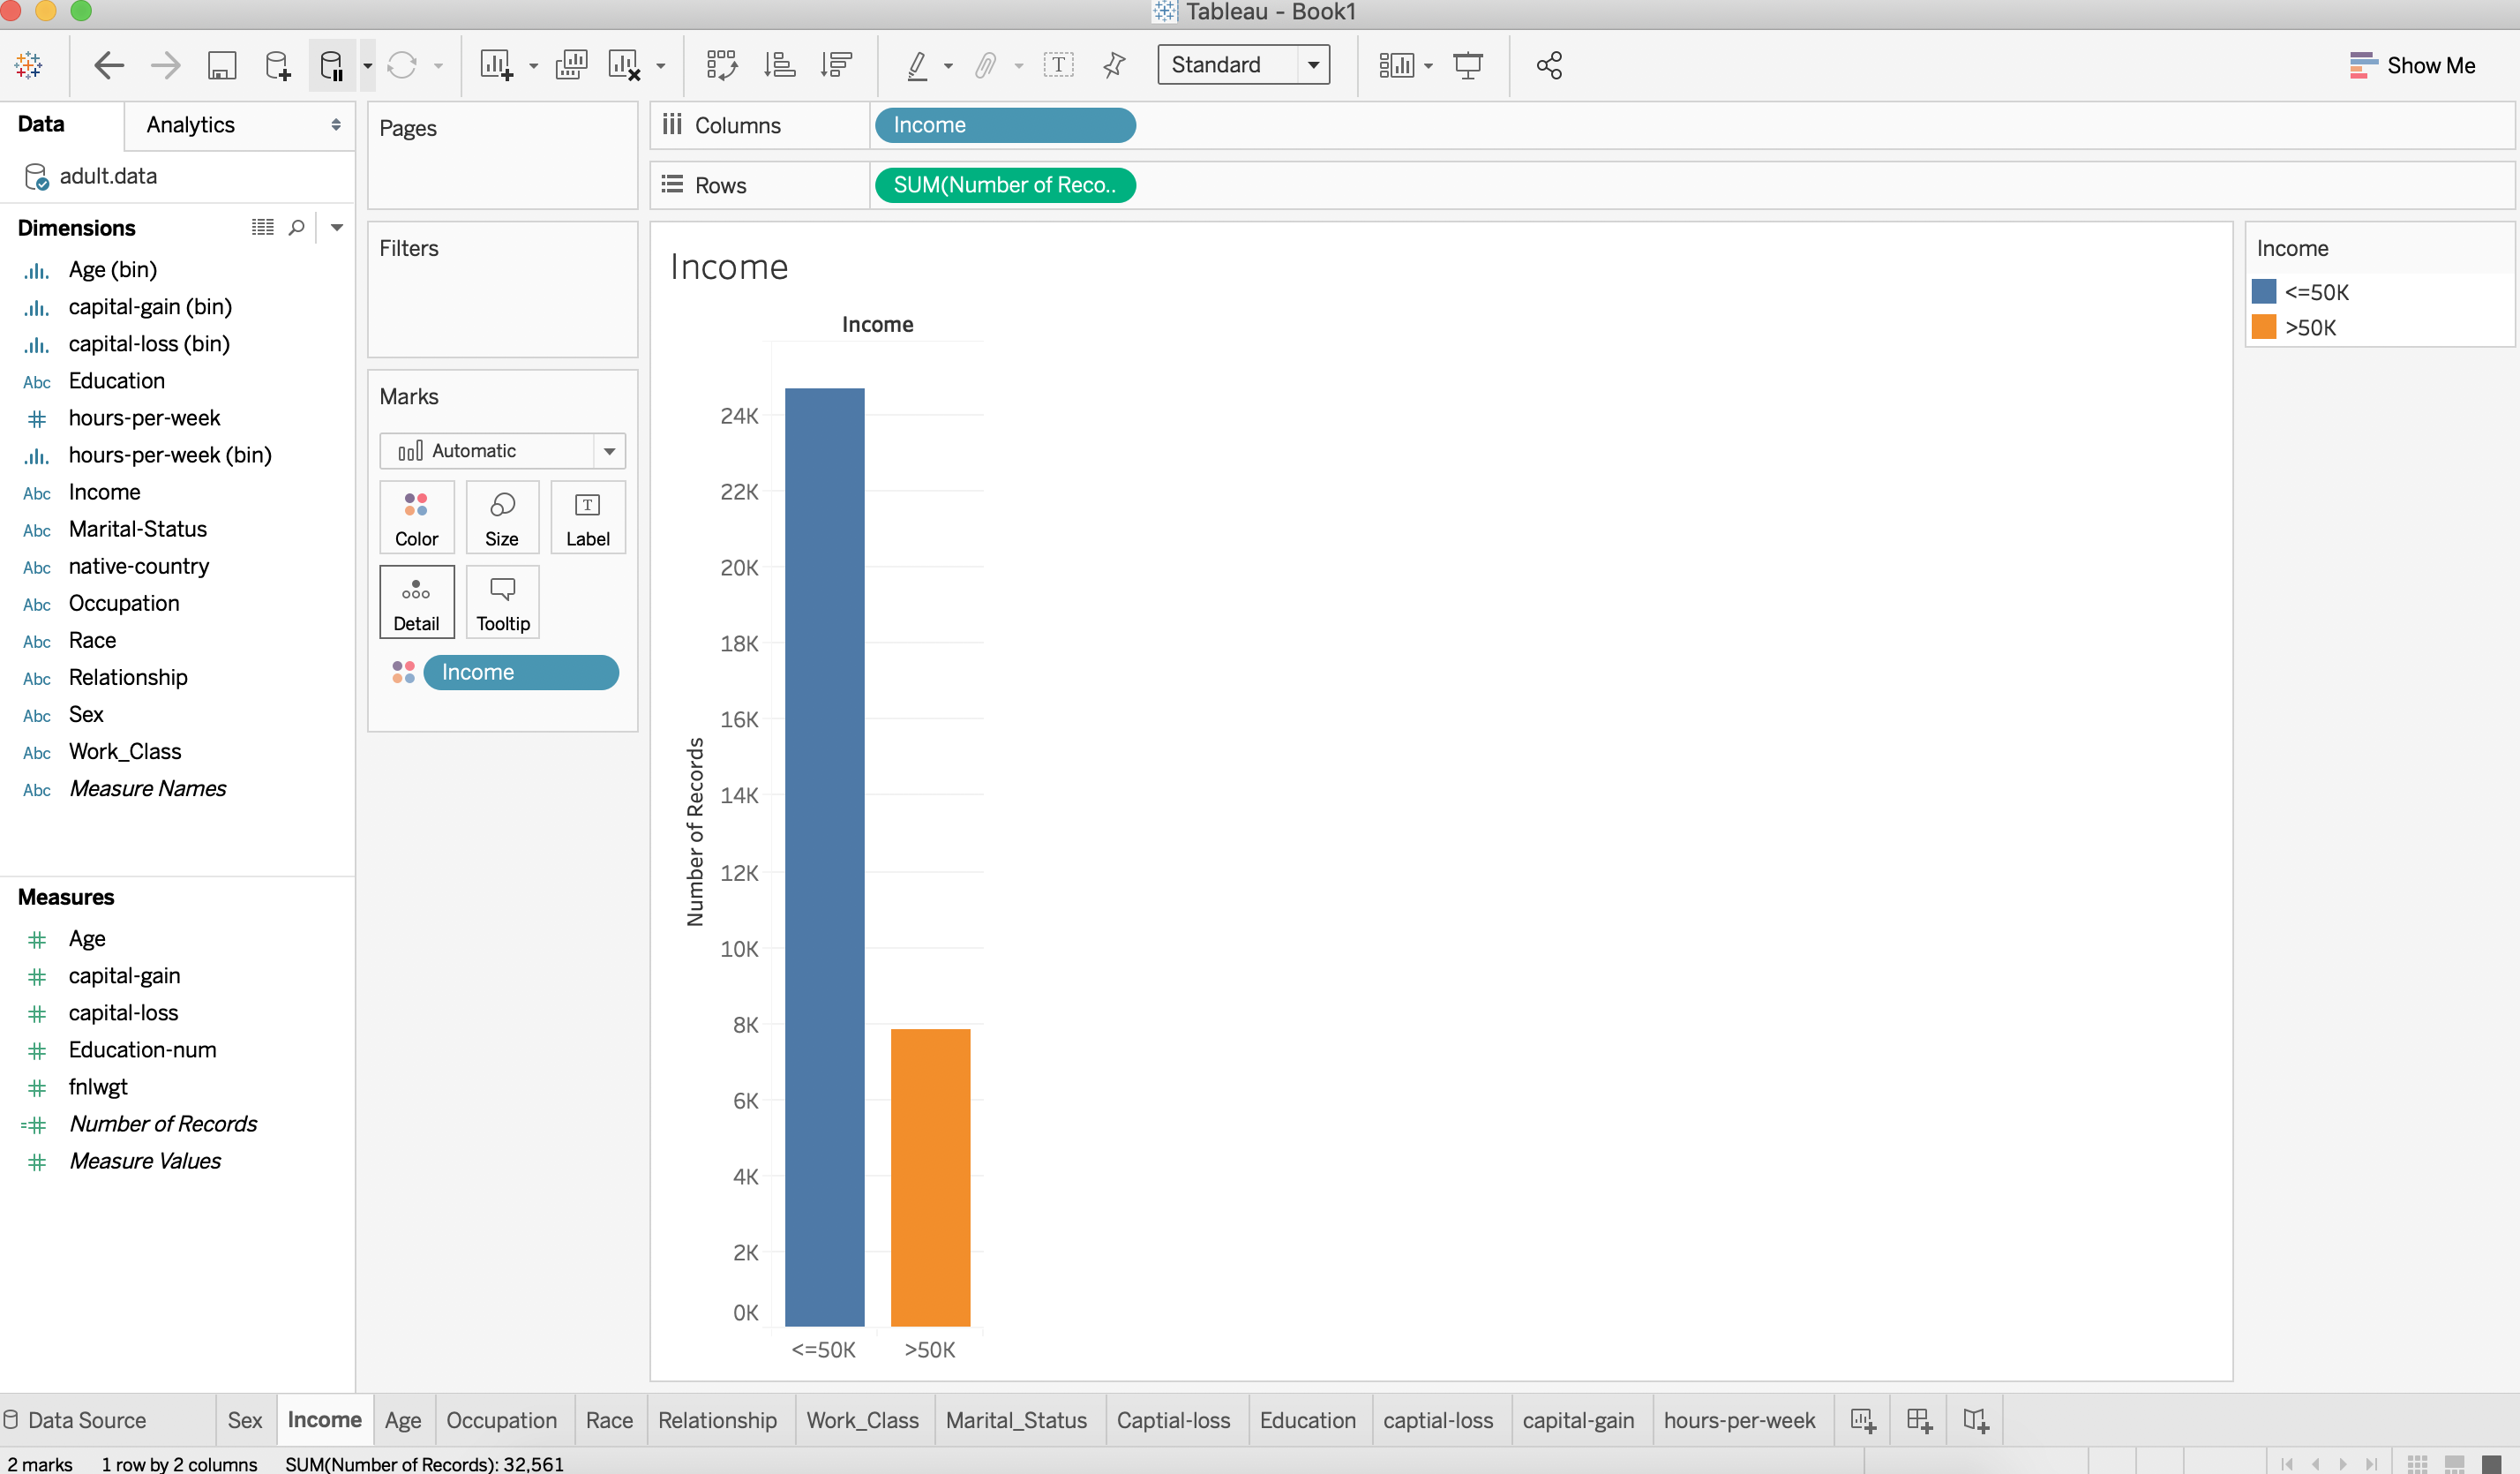 Tableau - Book1
Standard
Show Me
Data
Analytics
adult.data
Dimensions
Age (bin)
capital-gain (bin)
capital-loss (bin)
Abc Education
hours-per-week
hours-per-week (bin)
Abc Income
Abc Marital-Status
Abc native-country
Abc Occupation
Abc Race
Abc Relationship
Abc Sex
Abc Work_Class
Abc Measure Names
Measures
# Age
# capital-gain
# capital-loss
# Education-num
# fnlwgt
=# Number of Records
# Measure Values
Pages
Filters
Marks
Automatic
Color
Size
Label
Detail
Tooltip
Income
Columns
Income
Rows
SUM(Number of Reco..
Income
Income
24K
22K
20K
18K
16K
14K
12K
10K
8K
6K
4K
2K
0K
Number of Records
<=50K
>50K
Income
<=50K
>50K
Data Source
Sex
Income
Age
Occupation
Race
Relationship
Work_Class
Marital_Status
Captial-loss
Education
captial-loss
capital-gain
hours-per-week
2 marks
1 row by 2 columns
SUM(Number of Records): 32,561